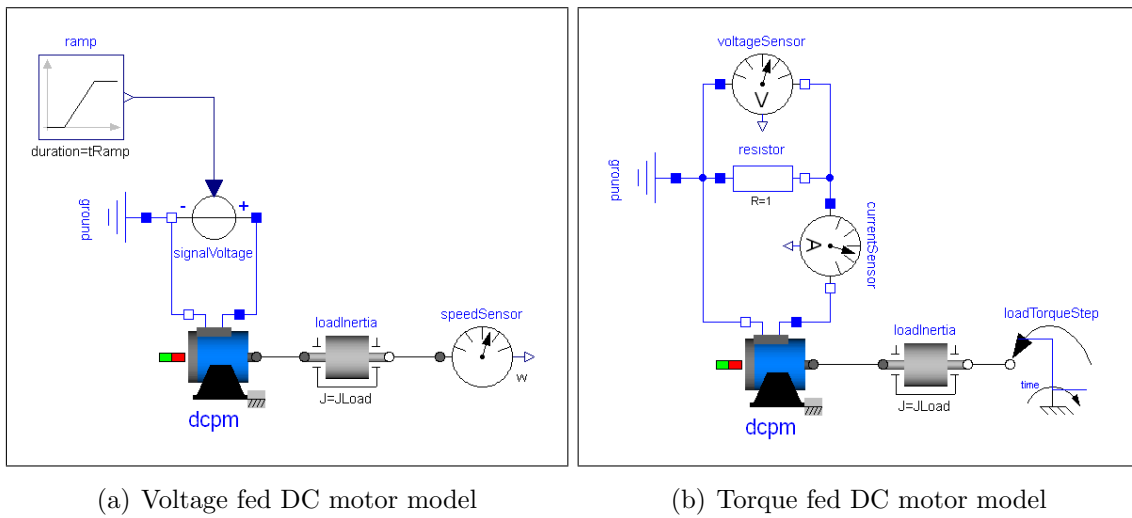 ramp
duration=tRamp
- +
ground
signalVoltage
loadInertia
speedSensor
w
J=JLoad
dcpm
(a) Voltage fed DC motor model
voltageSensor
V
resistor
ground
R=1
A
currentSensor
loadInertia
loadTorqueStep
time
J=JLoad
dcpm
(b) Torque fed DC motor model